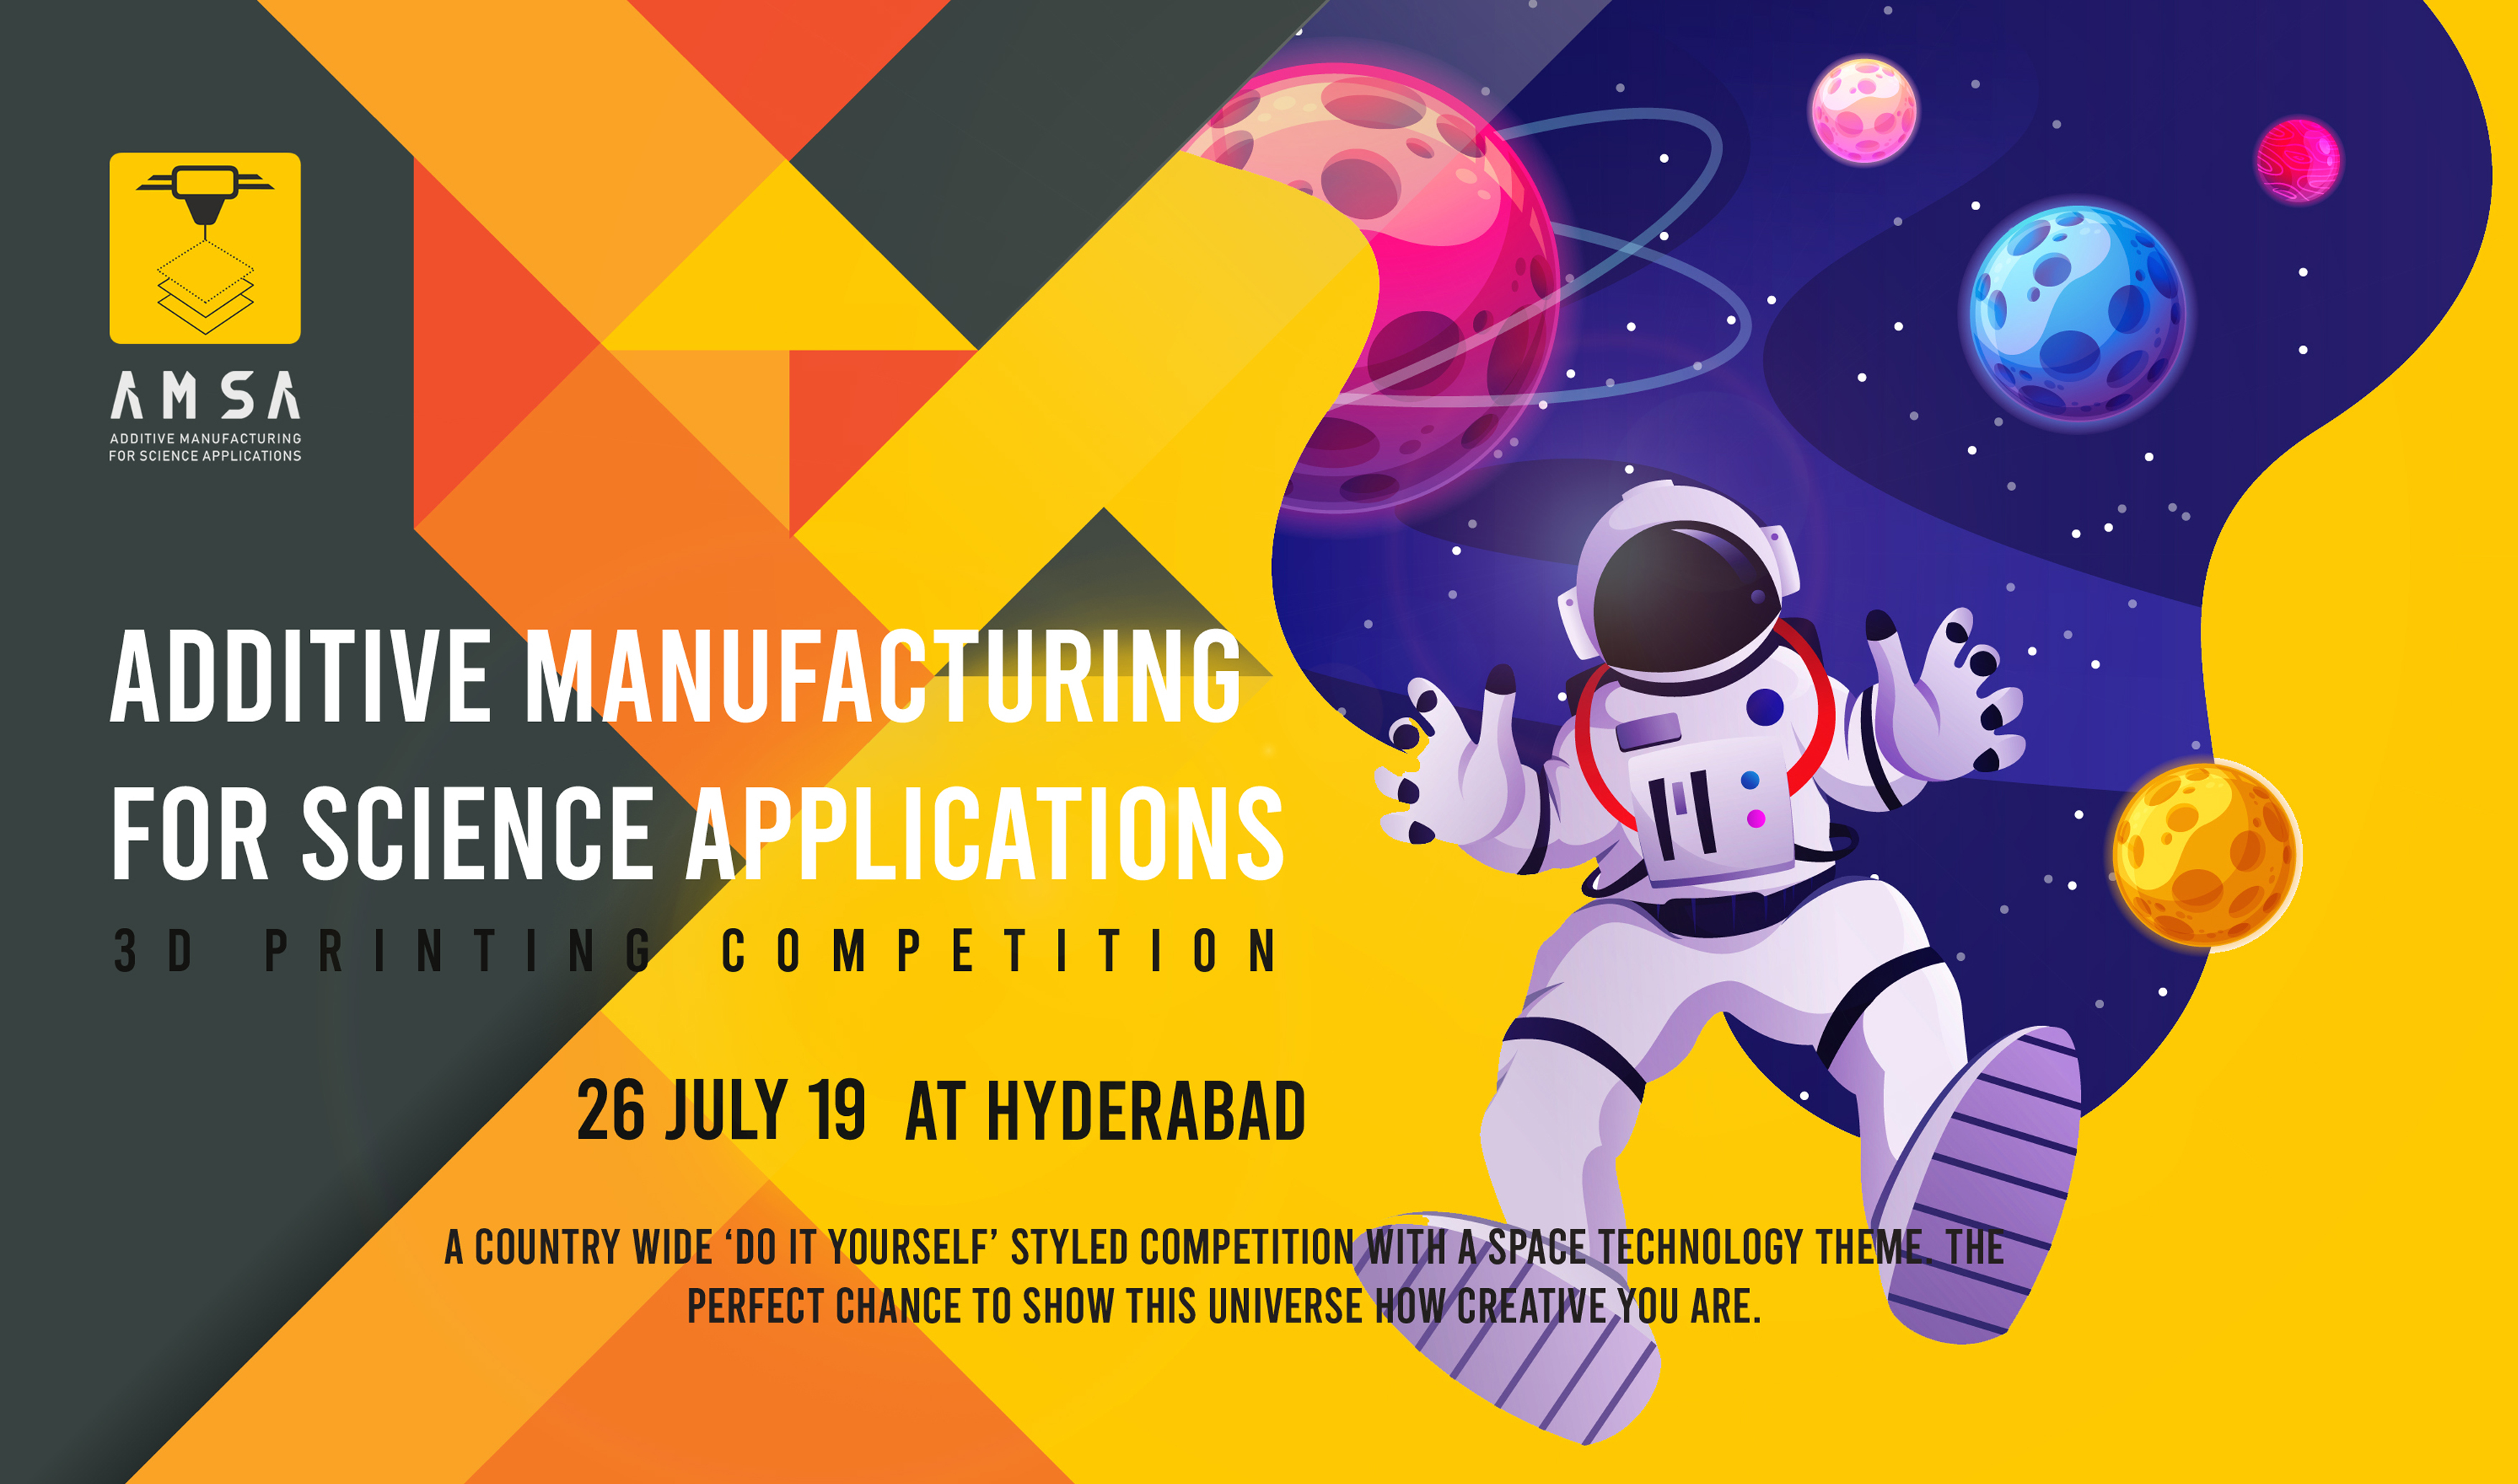 AMSA
ADDITIVE MANUFACTURING
FOR SCIENCE APPLICATIONS
ADDITIVE MANUFACTURING
FOR SCIENCE APPLICATIONS
3D PRINTING COMPETITION
26 JULY 19 AT HYDERABAD
A COUNTRY WIDE ‘DO IT YOURSELF’ STYLED COMPETITION WITH A SPACE TECHNOLOGY THEME. THE
PERFECT CHANCE TO SHOW THIS UNIVERSE HOW CREATIVE YOU ARE.